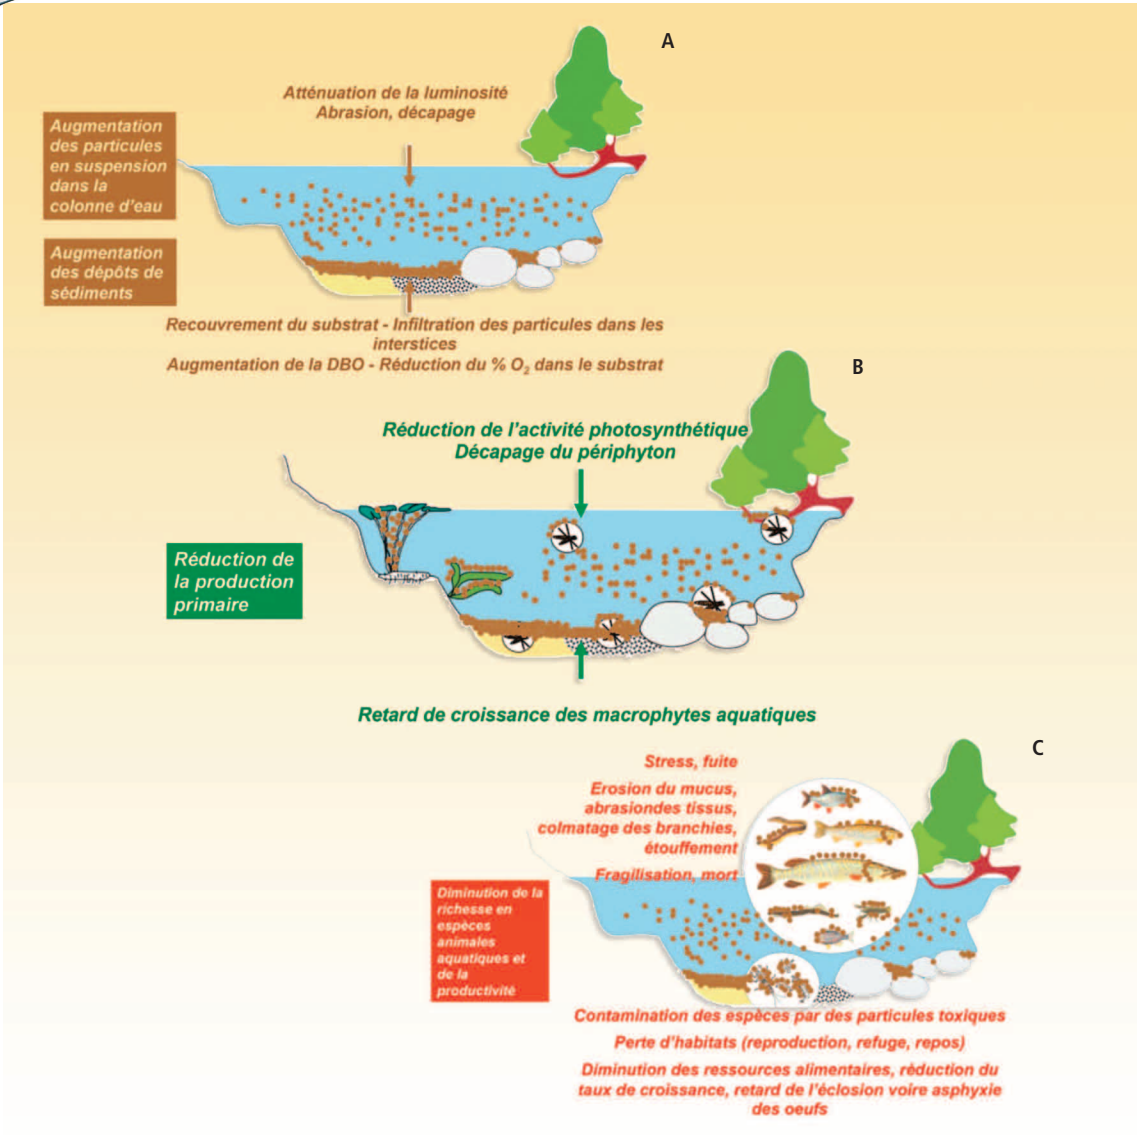 A
Atténuation de la luminosité
Abrasion, décapage
Augmentation
des particules
en suspension
dans la
colonne d'eau
Augmentation
des dépôts de
sédiments
Recouvrement du substrat - Infiltration des particules dans les
interstices
Augmentation de la DBO - Réduction du % O₂ dans le substrat
B
Réduction de l'activité photosynthétique
Décapage du périphyton
Réduction de
la production
primaire
Retard de croissance des macrophytes aquatiques
C
Stress, fuite
Erosion du mucus,
abrasiondes tissus,
colmatage des branchies,
étouffement
Fragilisation, mort
Diminution de la
richesse en
espèces
animales
aquatiques et
de la
productivité
Contamination des espèces par des particules toxiques
Perte d'habitats (reproduction, refuge, repos)
Diminution des ressources alimentaires, réduction du
taux de croissance, retard de l'éclosion voire asphyxie
des oeufs